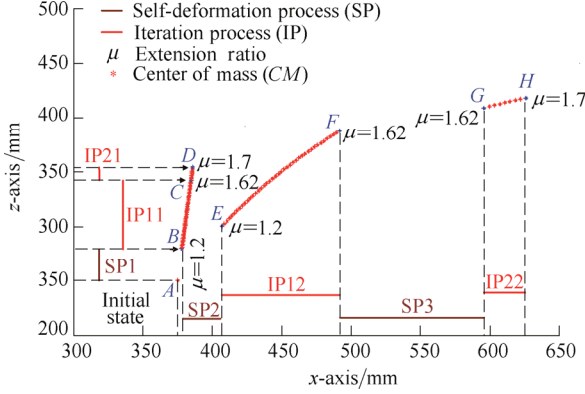 Self-deformation process (SP)
Iteration process (IP)
μ Extension ratio
* Center of mass (CM)
500
450
400
350
300
350
200
z-axis/mm
G
H
μ=1.62
μ=1.7
F
μ=1.62
D
μ=1.7
C
μ=1.62
IP21
IP11
B
E
μ=1.2
μ=1.2
SP1
A
Initial
state
IP12
IP22
SP2
SP3
300
350
400
450
500
550
600
650
x-axis/mm